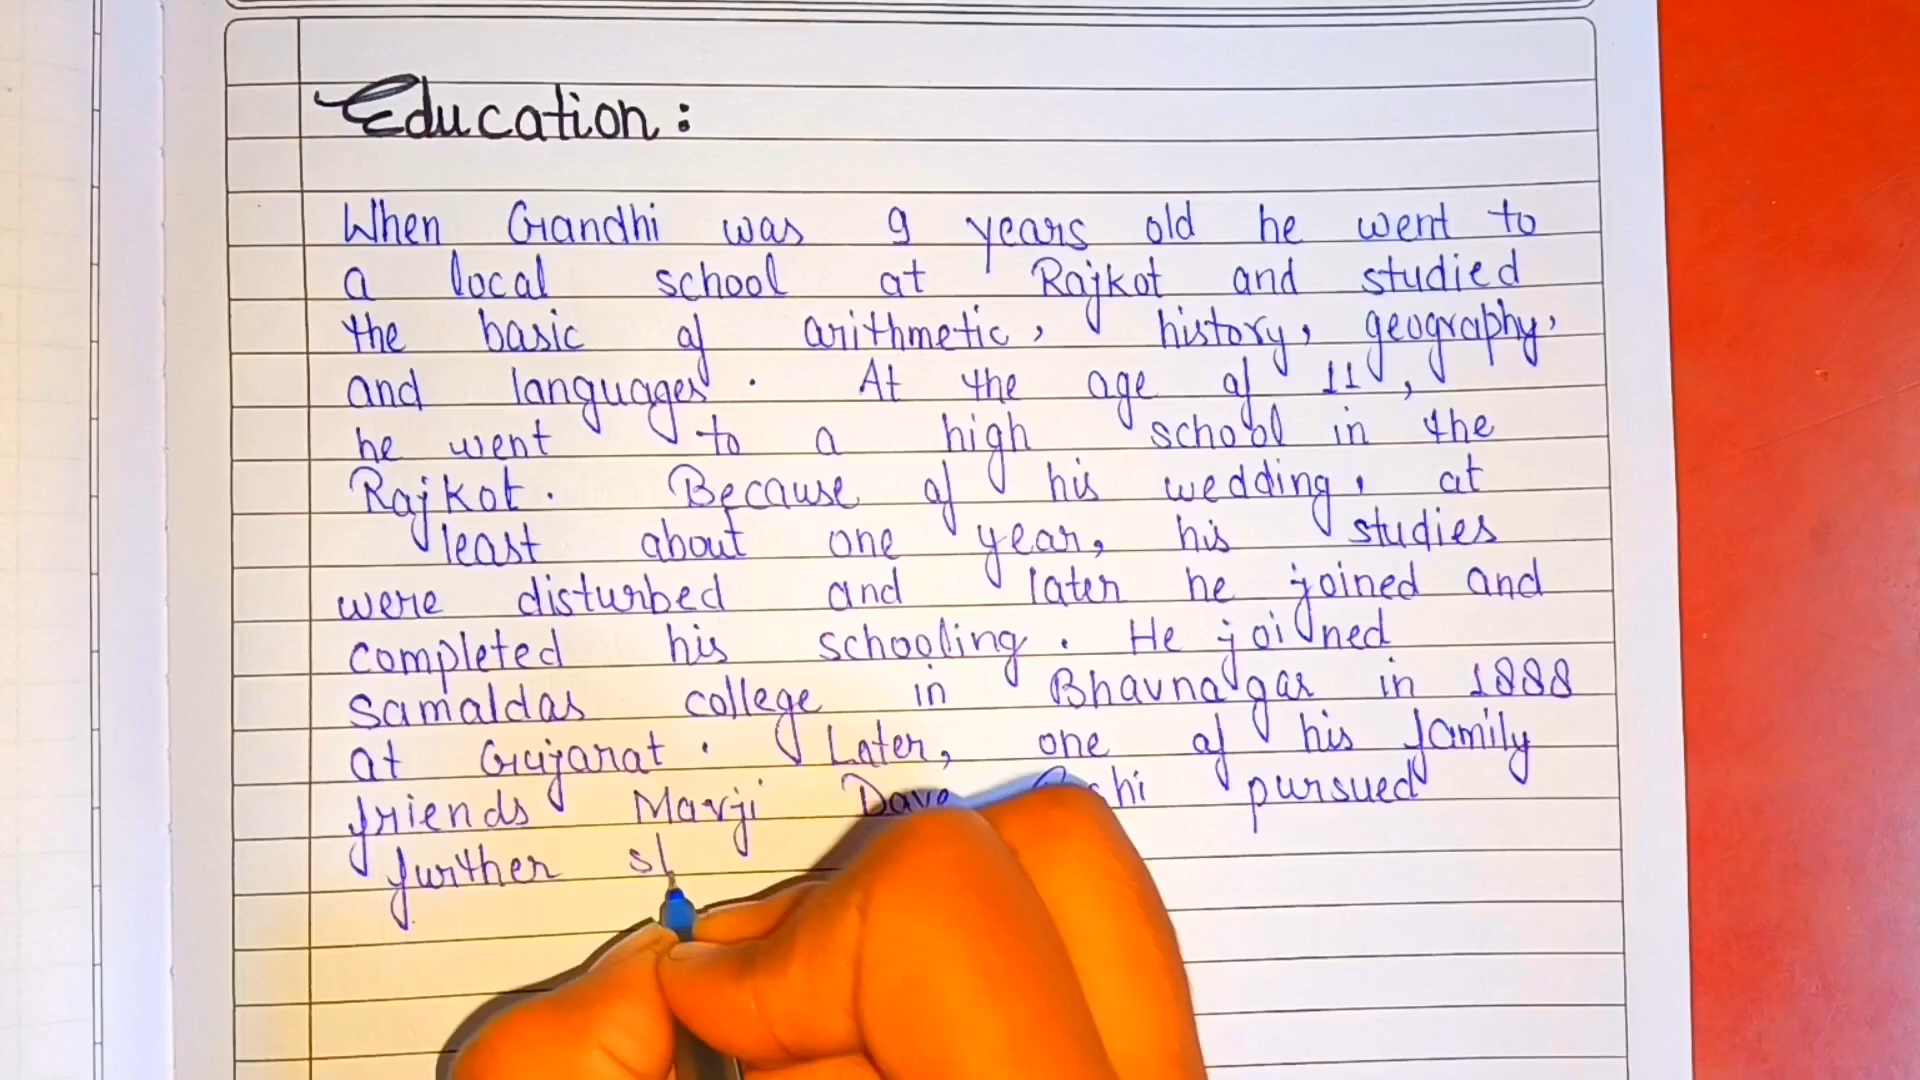 Education:
When Gandhi was 9 years old he went to
a local school at Rajkot and studied
the basic of arithmetic, history, geography,
and languages. At the age of 11,
he went to a high school in the
Rajkot. Because of his wedding, at
least about one year, his studies
were disturbed and later he joined and
completed his schooling. He joined
samaldas college in Bhavnagar in 1888
at Gujarat. Later, one of his family
friends Mavji Dave pursued
further